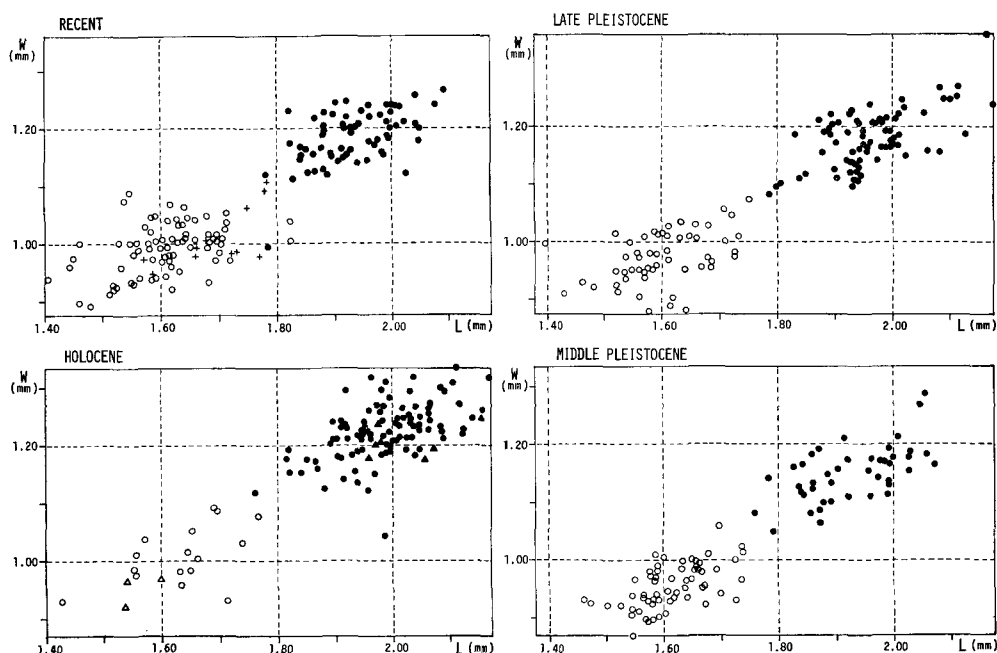 RECENT
W
(mm)
1.20
1.00
1.40
1.60
1.80
2.00
L (mm)
LATE PLEISTOCENE
W
(mm)
1.20
1.00
1.40
1.60
1.80
2.00
L (mm)
HOLOCENE
W
(mm)
1.20
1.00
1.40
1.60
1.80
2.00
L (mm)
MIDDLE PLEISTOCENE
W
(mm)
1.20
1.00
1.40
1.60
1.80
2.00
L (mm)